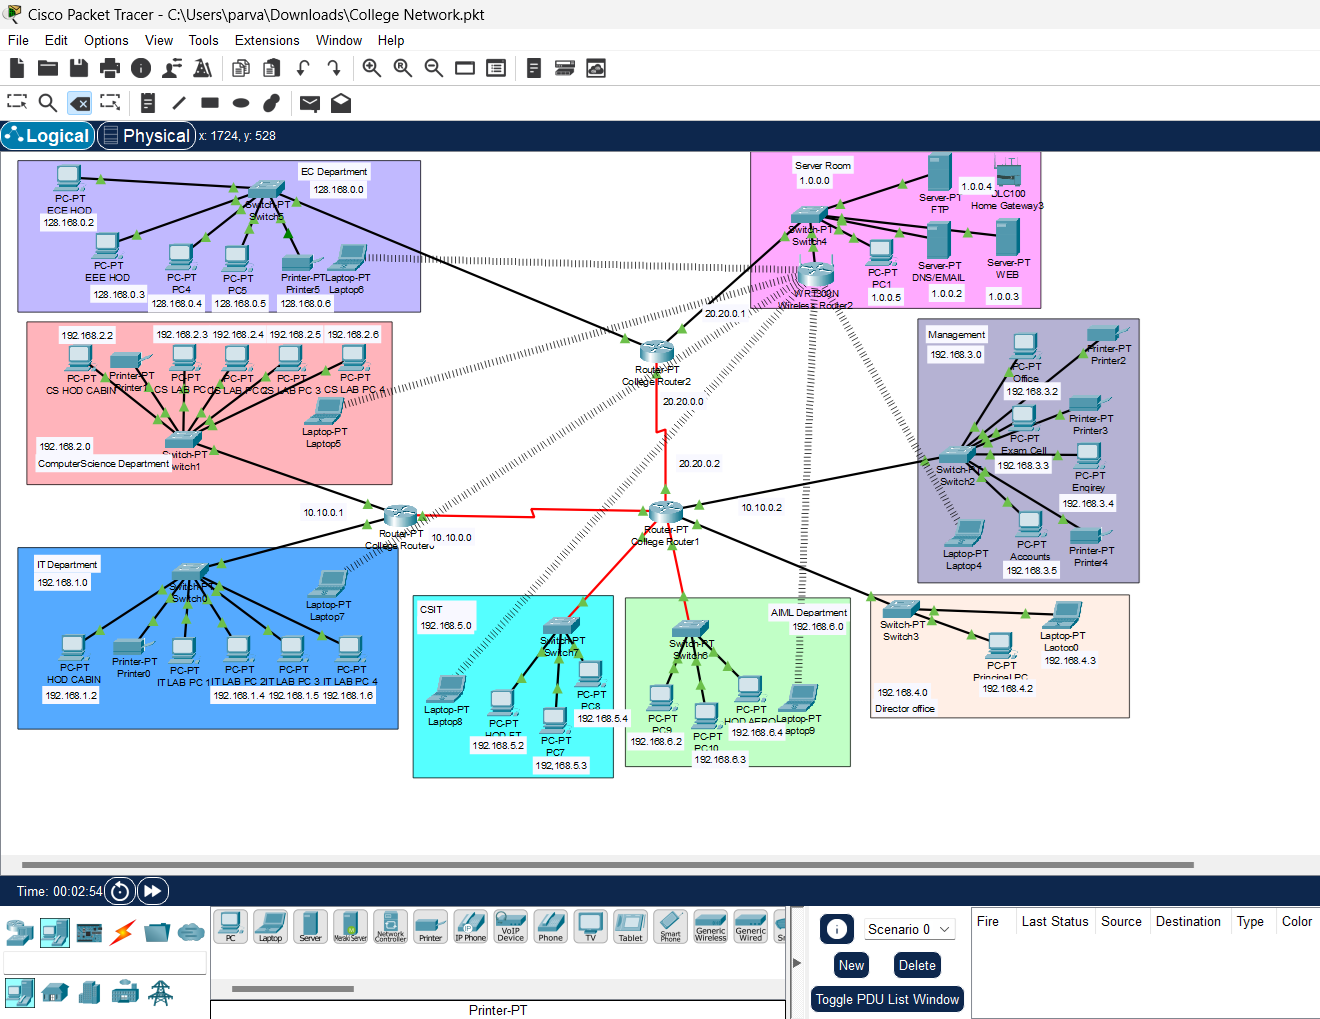 Cisco Packet Tracer - C:\Users\parva\Downloads\College Network.pkt
File Edit Options View Tools Extensions Window Help
Logical Physical x: 1724, y: 528
EC Department
128.168.0.0
PC-PT
ECE HOD
128.168.0.2
Switch-PT
Switch5
PC-PT
EEE HOD
128.168.0.3
PC-PT
PC4
128.168.0.4
PC-PT
PC5
128.168.0.5
Printer-PT
Printer5
128.168.0.6
Laptop-PT
Laptop6
Server Room
1.0.0.0
Server-PT
FTP
1.0.0.4
DLC100
Home Gateway3
Switch-PT
Switch4
PC-PT
PC1
1.0.0.5
Server-PT
DNS/EMAIL
1.0.0.2
Server-PT
WEB
1.0.0.3
WRT300N
Wireless Router2
20.20.0.1
Router-PT
College Router2
20.20.0.0
20.20.0.2
192.168.2.2
192.168.2.3
192.168.2.4
192.168.2.5
192.168.2.6
PC-PT
CS HOD CABIN
Printer-PT
Printer1
PC-PT
CS LAB PC
PC-PT
CS LAB PC 2
PC-PT
CS LAB PC 3
PC-PT
CS LAB PC 4
Laptop-PT
Laptop5
192.168.2.0
ComputerScience Department
Switch-PT
Switch1
Management
192.168.3.0
PC-PT
Office
192.168.3.2
Printer-PT
Printer2
Printer-PT
Printer3
PC-PT
Exam Cell
192.168.3.3
Switch-PT
Switch2
PC-PT
Enqirey
192.168.3.4
Laptop-PT
Laptop4
PC-PT
Accounts
192.168.3.5
Printer-PT
Printer4
10.10.0.1
Router-PT
College Router0
10.10.0.0
Router-PT
College Router1
10.10.0.2
IT Department
192.168.1.0
Switch-PT
Switch0
Laptop-PT
Laptop7
PC-PT
HOD CABIN
192.168.1.2
Printer-PT
Printer0
PC-PT
IT LAB PC 1
PC-PT
IT LAB PC 2
192.168.1.4
PC-PT
IT LAB PC 3
192.168.1.5
PC-PT
IT LAB PC 4
192.168.1.6
CSIT
192.168.5.0
Switch-PT
Switch7
Laptop-PT
Laptop8
PC-PT
192.168.5.2
PC-PT
PC7
192,168.5.3
PC-PT
PC8
192.168.5.4
AIML Department
192.168.6.0
Switch-PT
Switch6
PC-PT
PC9
192.168.6.2
PC-PT
PC10
192.168.6.3
PC-PT
HOD AERO
192.168.6.4
Laptop-PT
Laptop9
Switch-PT
Switch3
Laptop-PT
Laptop0
192.168.4.3
PC-PT
Principal PC
192.168.4.2
192.168.4.0
Director office
Time: 00:02:54
PC
Laptop
Server
Meraki Server
Network Controller
Printer
IP Phone
VoIP Device
Phone
TV
Tablet
Smart Phone
Generic Wireless
Generic Wired
Printer-PT
Scenario 0
New
Delete
Toggle PDU List Window
Fire Last Status Source Destination Type Color